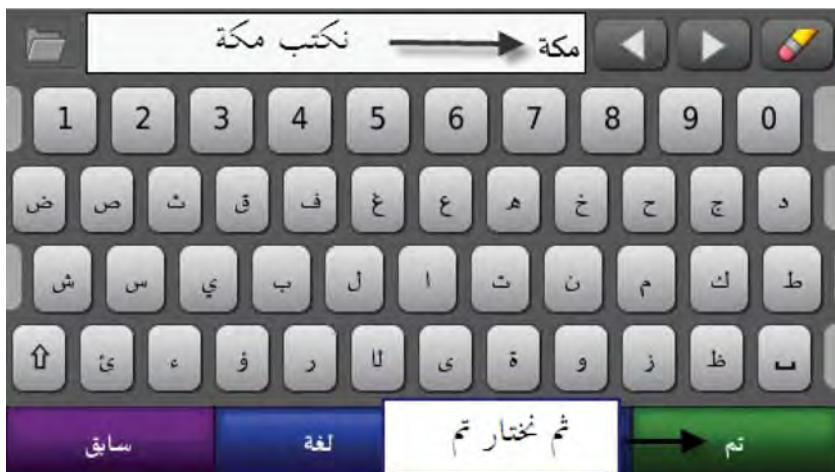 مكة نكتب مكة
1 2 3 4 5 6 7 8 9 0
ض ص ث ق ف غ ع ه خ ح ج د
ش س ي ب ل ا ت ن م ك ط
ئ ء ؤ ر لا ى ة و ز ظ
سابق لغة ثم نختار تم تم